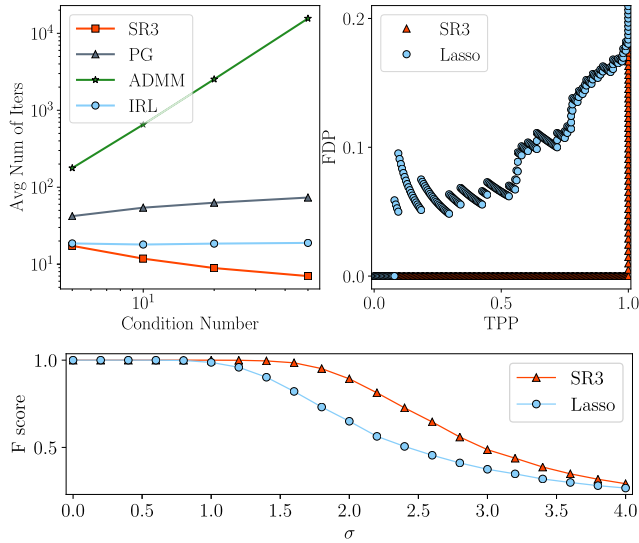 Avg Num of Iters
10^4
10^3
10^2
10^1
SR3
PG
ADMM
IRL
10^1
Condition Number
FDP
0.2
0.1
0.0
SR3
Lasso
0.0 0.5 1.0
TPP
F score
1.0
0.5
SR3
Lasso
0.0 0.5 1.0 1.5 2.0 2.5 3.0 3.5 4.0
σ